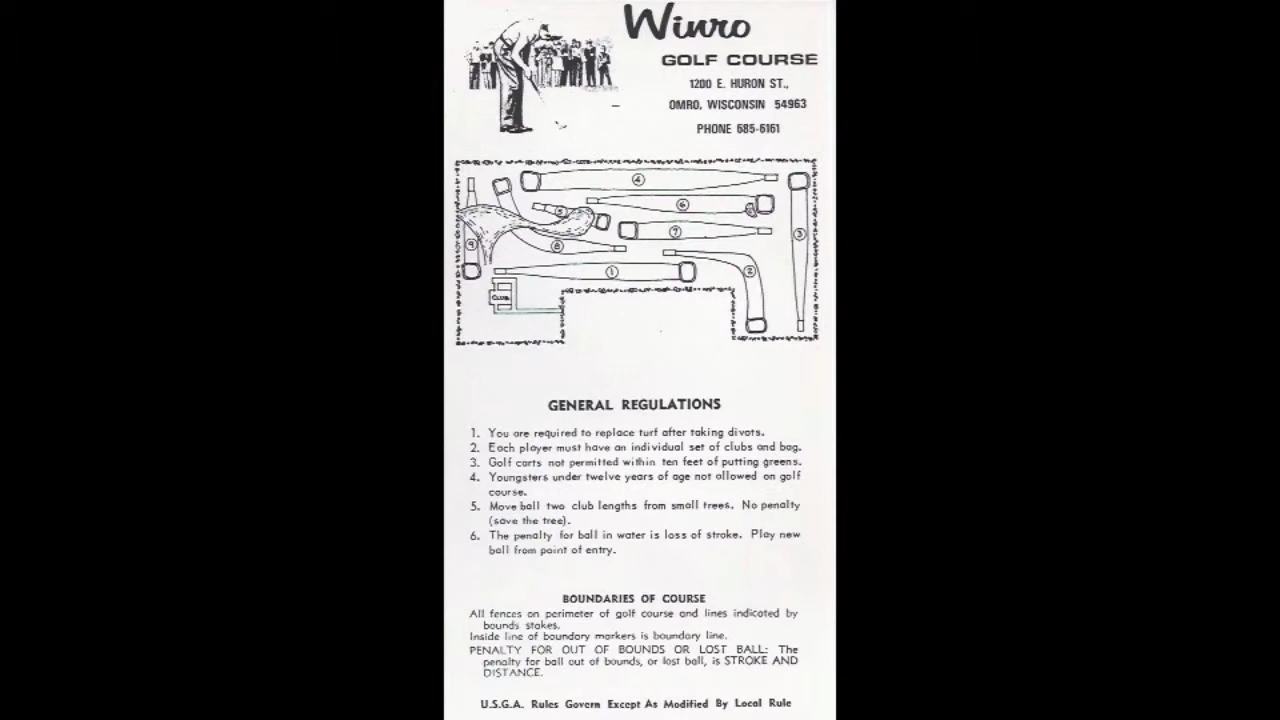 Winro
GOLF COURSE
1200 E. HURON ST.,
OMRO, WISCONSIN 54963
PHONE 685-6161
4
6
5
3
7
9
8
1
2
CLUB
GENERAL REGULATIONS
1. You are required to replace turf after taking divots.
2. Each player must have an individual set of clubs and bag.
3. Golf carts not permitted within ten feet of putting greens.
4. Youngsters under twelve years of age not allowed on golf
course.
5. Move ball two club lengths from small trees. No penalty
(save the tree).
6. The penalty for ball in water is loss of stroke. Play new
ball from point of entry.
BOUNDARIES OF COURSE
All fences on perimeter of golf course and lines indicated by
bounds stakes.
Inside line of boundary markers is boundary line.
PENALTY FOR OUT OF BOUNDS OR LOST BALL: The
penalty for ball out of bounds, or lost ball, is STROKE AND
DISTANCE.
U.S.G.A. Rules Govern Except As Modified By Local Rule